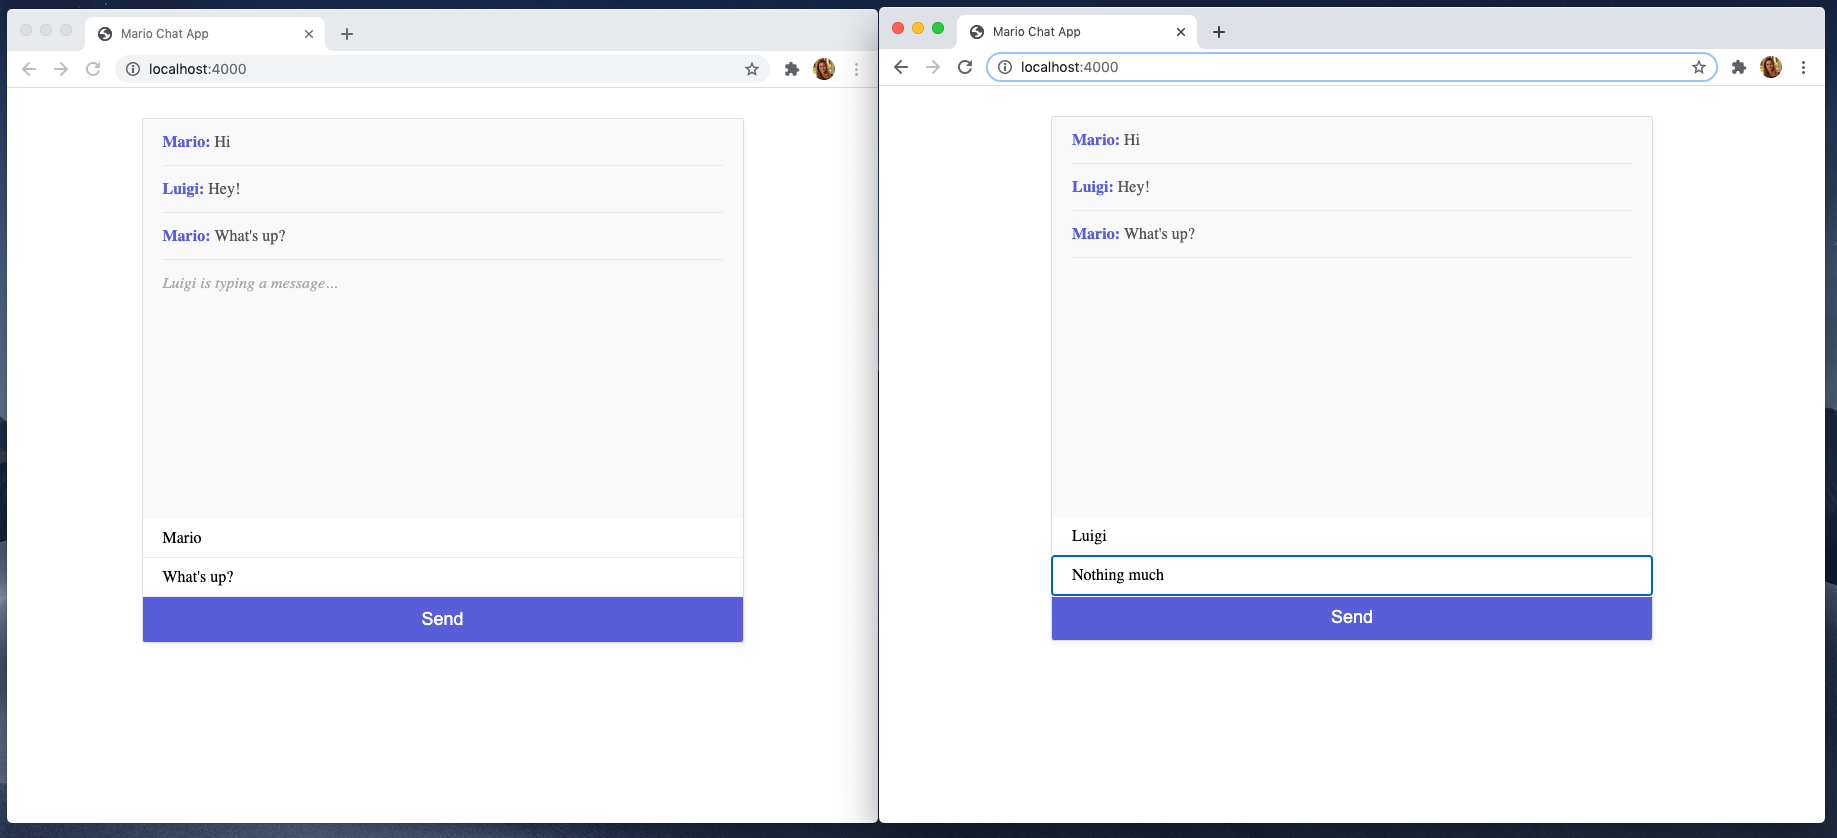 Mario Chat App
localhost:4000
Mario: Hi
Luigi: Hey!
Mario: What's up?
Luigi is typing a message...
Mario
What's up?
Send
Mario Chat App
localhost:4000
Mario: Hi
Luigi: Hey!
Mario: What's up?
Luigi
Nothing much
Send